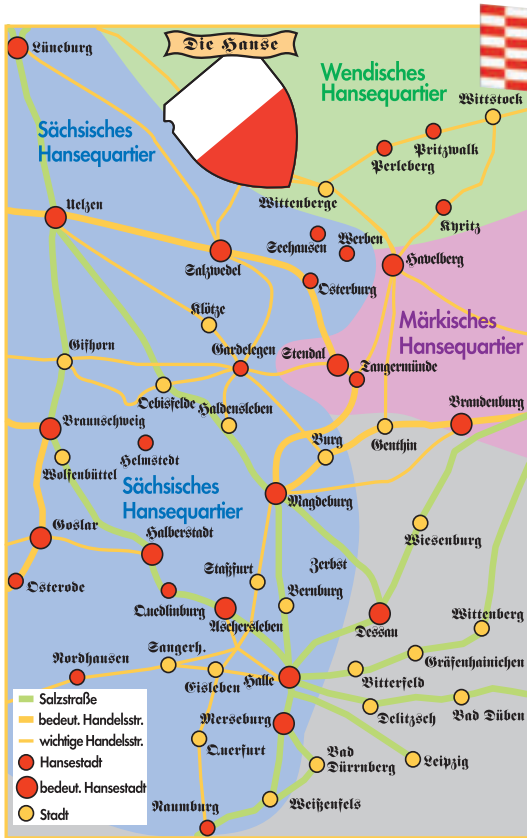 Die Hanse
Lüneburg
Wendisches
Hansequartier
Wittstock
Sächsisches
Hansequartier
Pritzwalk
Perleberg
Wittenberge
Uelzen
Kyritz
Seehausen
Werben
Salzwedel
Havelberg
Osterburg
Klötze
Märkisches
Hansequartier
Gifhorn
Gardelegen
Stendal
Tangermünde
Oebisfelde
Haldensleben
Brandenburg
Braunschweig
Burg
Genthin
Helmstedt
Wolfenbüttel
Sächsisches
Hansequartier
Magdeburg
Goslar
Halberstadt
Wiesenburg
Staßfurt
Zerbst
Osterode
Quedlinburg
Bernburg
Aschersleben
Dessau
Wittenberg
Sangerh.
Nordhausen
Gräfenhainichen
Eisleben
Halle
Bitterfeld
Salzstraße
bedeut. Handelsstr.
wichtige Handelsstr.
Hansestadt
bedeut. Hansestadt
Stadt
Merseburg
Delitzsch
Bad Düben
Querfurt
Bad
Dürrnberg
Leipzig
Naumburg
Weißenfels